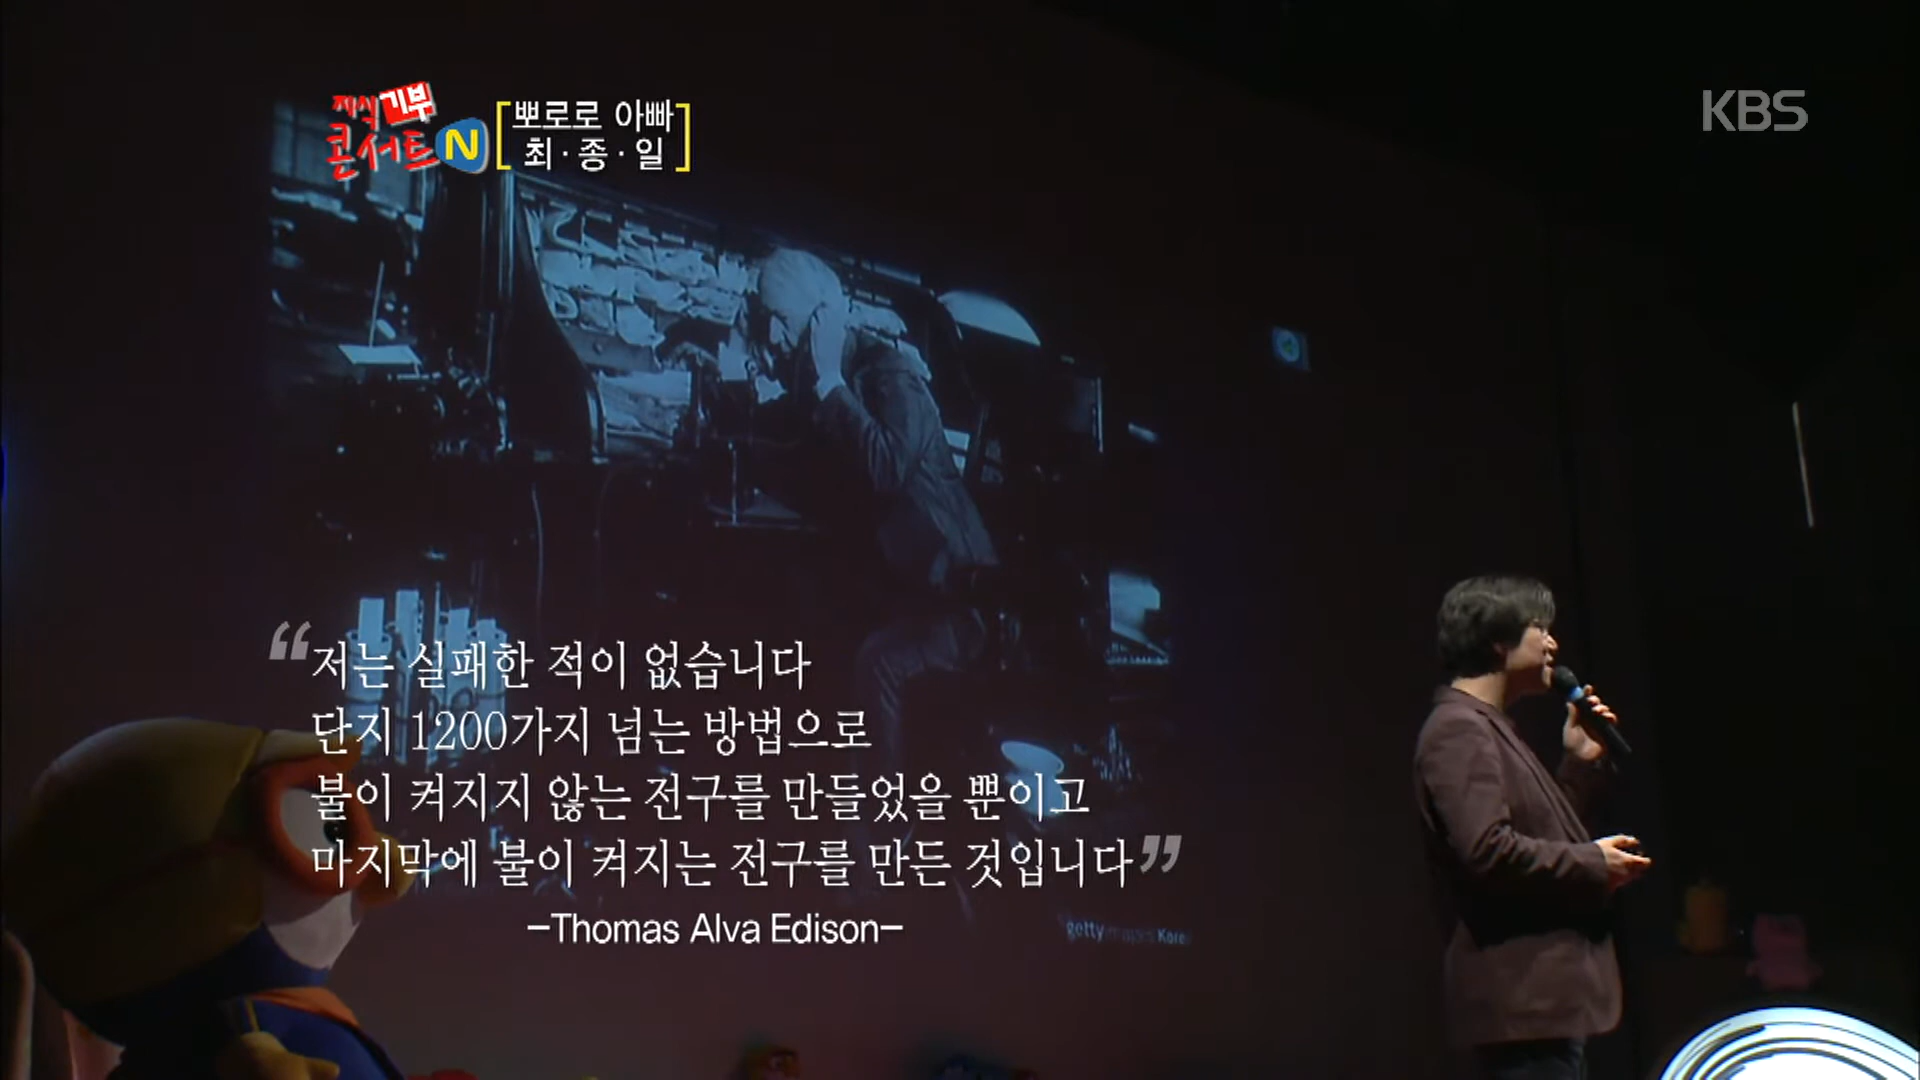 지식기부
콘서트 N
뽀로로 아빠
최·종·일
KBS
“저는 실패한 적이 없습니다
단지 1200가지 넘는 방법으로
불이 켜지지 않는 전구를 만들었을 뿐이고
마지막에 불이 켜지는 전구를 만든 것입니다”
–Thomas Alva Edison–
getty images Korea